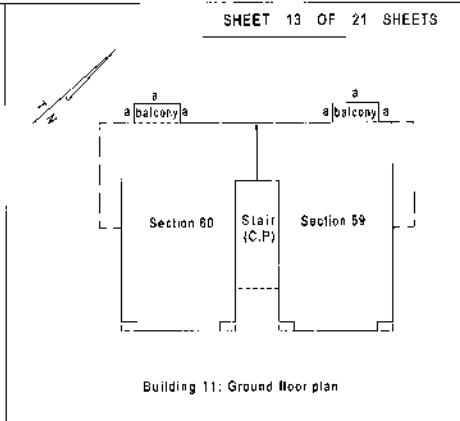 SHEET 13 OF 21 SHEETS
a
a
a balcony a
a balcony a
Section 60
Stair
(C.P)
Section 59
Building 11: Ground floor plan